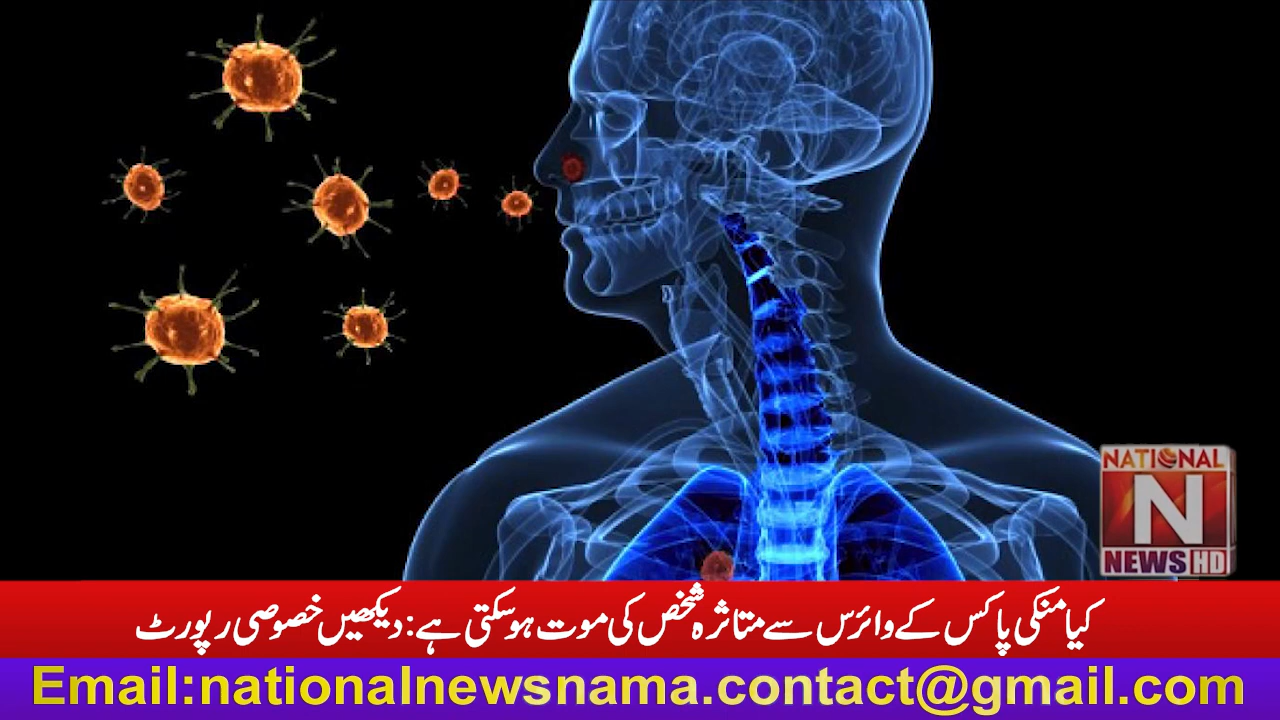 NATIONAL
N
NEWS HD
کیا منکی پاکس کے وائرس سے متاثرہ شخص کی موت ہوسکتی ہے: دیکھیں خصوصی رپورٹ
Email:nationalnewsnama.contact@gmail.com